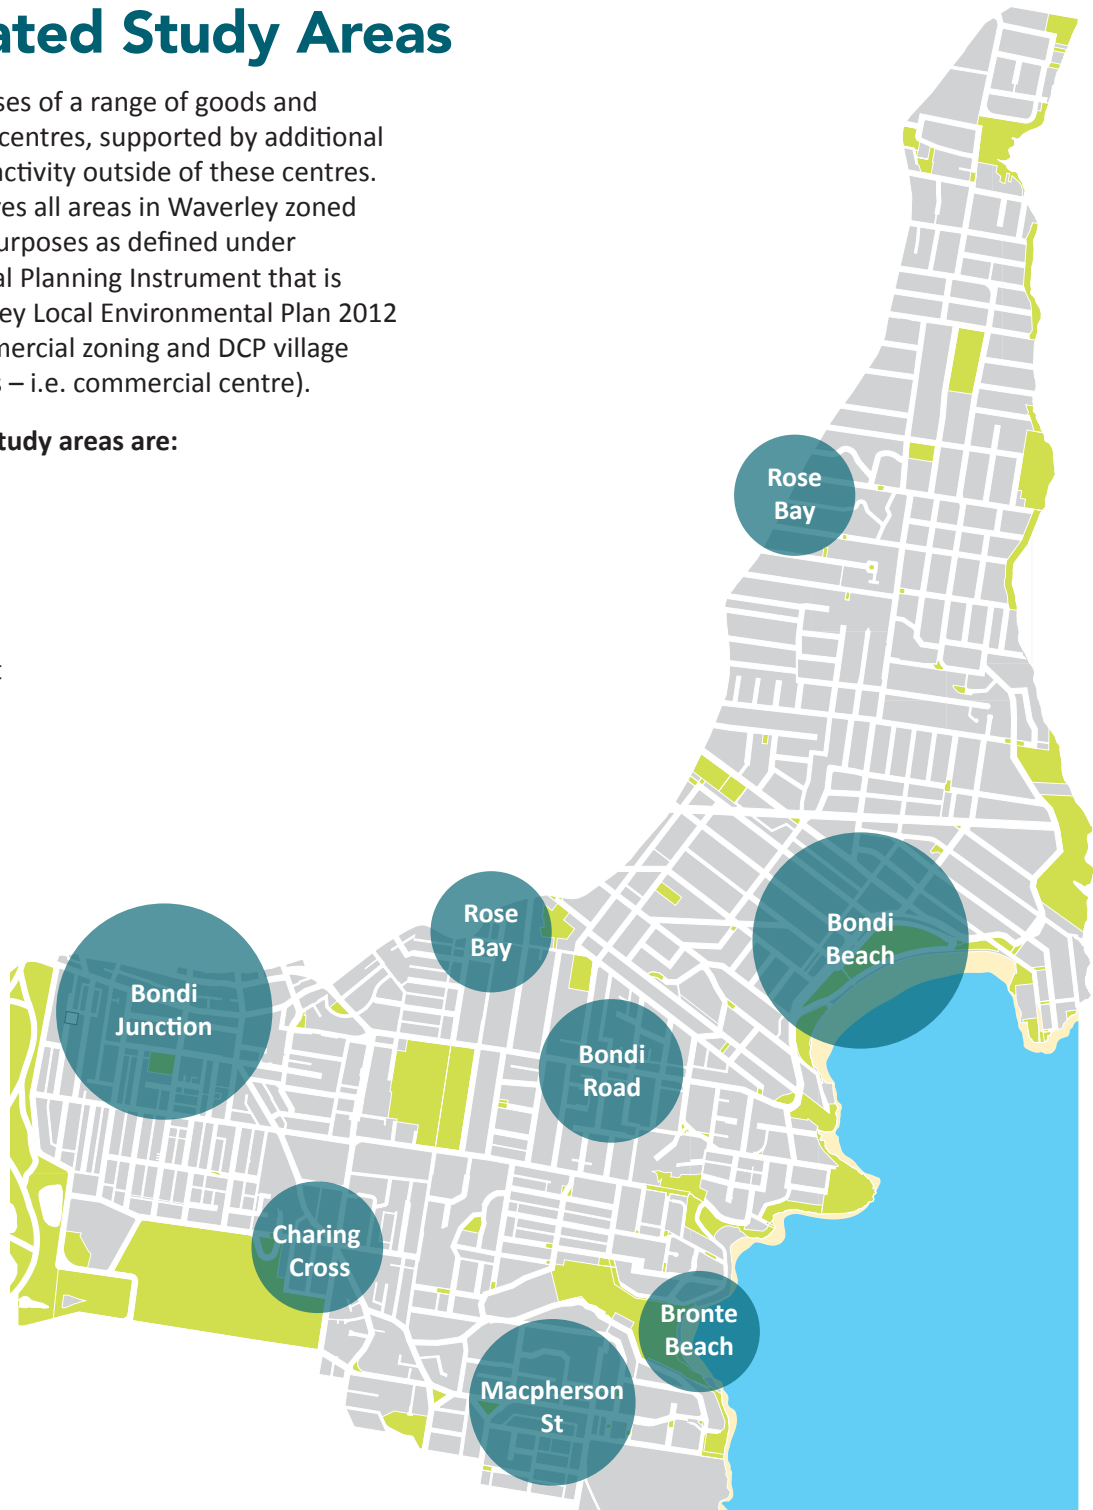 ated Study Areas
ses of a range of goods and
centres, supported by additional
activity outside of these centres.
res all areas in Waverley zoned
urposes as defined under
al Planning Instrument that is
ey Local Environmental Plan 2012
mercial zoning and DCP village
s – i.e. commercial centre).
study areas are:
Rose
Bay
Rose
Bay
Bondi
Beach
Bondi
Junction
Bondi
Road
Charing
Cross
Bronte
Beach
Macpherson
St